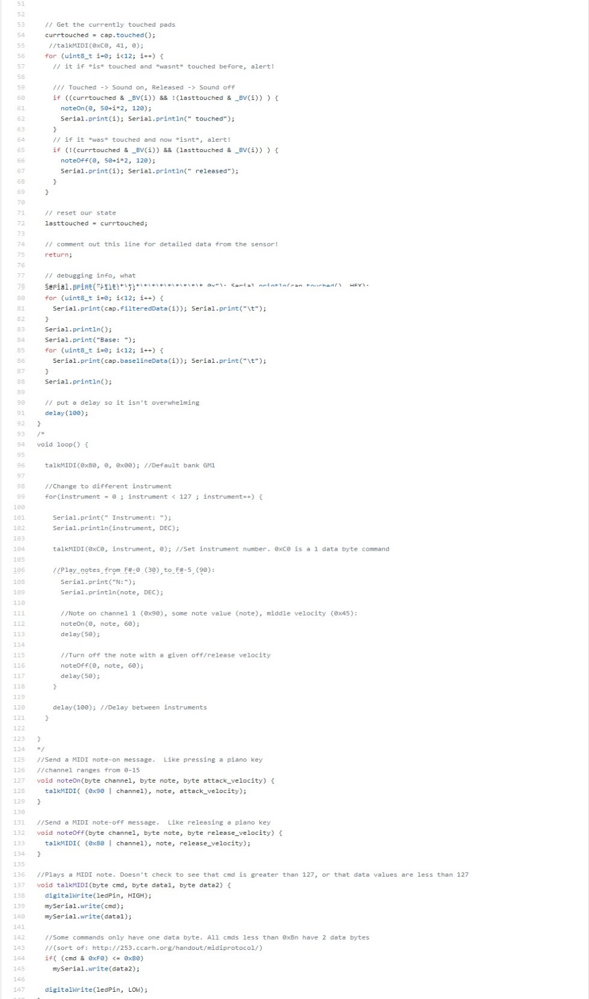 51
52
53 // Get the currently touched pads
54 currtouched = cap.touched();
55 //talkMIDI(0xC0, 41, 0);
56 for (uint8_t i=0; i<12; i++) {
57 // it if *is* touched and *wasnt* touched before, alert!
58
59 /// Touched -> Sound on, Released -> Sound off
60 if ((currtouched & _BV(i)) && !(lasttouched & _BV(i)) ) {
61 noteOn(0, 50+i*2, 120);
62 Serial.print(i); Serial.println(" touched");
63 }
64 // if it *was* touched and now *isnt*, alert!
65 if (!(currtouched & _BV(i)) && (lasttouched & _BV(i)) ) {
66 noteOff(0, 50+i*2, 120);
67 Serial.print(i); Serial.println(" released");
68 }
69 }
70
71 // reset our state
72 lasttouched = currtouched;
73
74 // comment out this line for detailed data from the sensor!
75 return;
76
77 // debugging info, what
80 for (uint8_t i=0; i<12; i++) {
81 Serial.print(cap.filteredData(i)); Serial.print("\t");
82 }
83 Serial.println();
84 Serial.print("Base: ");
85 for (uint8_t i=0; i<12; i++) {
86 Serial.print(cap.baselineData(i)); Serial.print("\t");
87 }
88 Serial.println();
89
90 // put a delay so it isn't overwhelming
91 delay(100);
92 }
93 /*
94 void loop() {
95
96 talkMIDI(0xB0, 0, 0x00); //Default bank GM1
97
98 //Change to different instrument
99 for(instrument = 0 ; instrument < 127 ; instrument++) {
100
101 Serial.print(" Instrument: ");
102 Serial.println(instrument, DEC);
103
104 talkMIDI(0xC0, instrument, 0); //Set instrument number. 0xC0 is a 1 data byte command
105
106 //Play notes from F#-0 (30) to F#-5 (90):
108 Serial.print("N:");
109 Serial.println(note, DEC);
110
111 //Note on channel 1 (0x90), some note value (note), middle velocity (0x45):
112 noteOn(0, note, 60);
113 delay(50);
114
115 //Turn off the note with a given off/release velocity
116 noteOff(0, note, 60);
117 delay(50);
118 }
119
120 delay(100); //Delay between instruments
121 }
122
123 }
124 */
125 //Send a MIDI note-on message.  Like pressing a piano key
126 //channel ranges from 0-15
127 void noteOn(byte channel, byte note, byte attack_velocity) {
128 talkMIDI( (0x90 | channel), note, attack_velocity);
129 }
130
131 //Send a MIDI note-off message.  Like releasing a piano key
132 void noteOff(byte channel, byte note, byte release_velocity) {
133 talkMIDI( (0x80 | channel), note, release_velocity);
134 }
135
136 //Plays a MIDI note. Doesn't check to see that cmd is greater than 127, or that data values are less than 127
137 void talkMIDI(byte cmd, byte data1, byte data2) {
138 digitalWrite(ledPin, HIGH);
139 mySerial.write(cmd);
140 mySerial.write(data1);
141
142 //Some commands only have one data byte. All cmds less than 0xBn have 2 data bytes
143 //(sort of: http://253.ccarh.org/handout/midiprotocol/)
144 if( (cmd & 0xF0) <= 0xB0)
145 mySerial.write(data2);
146
147 digitalWrite(ledPin, LOW);